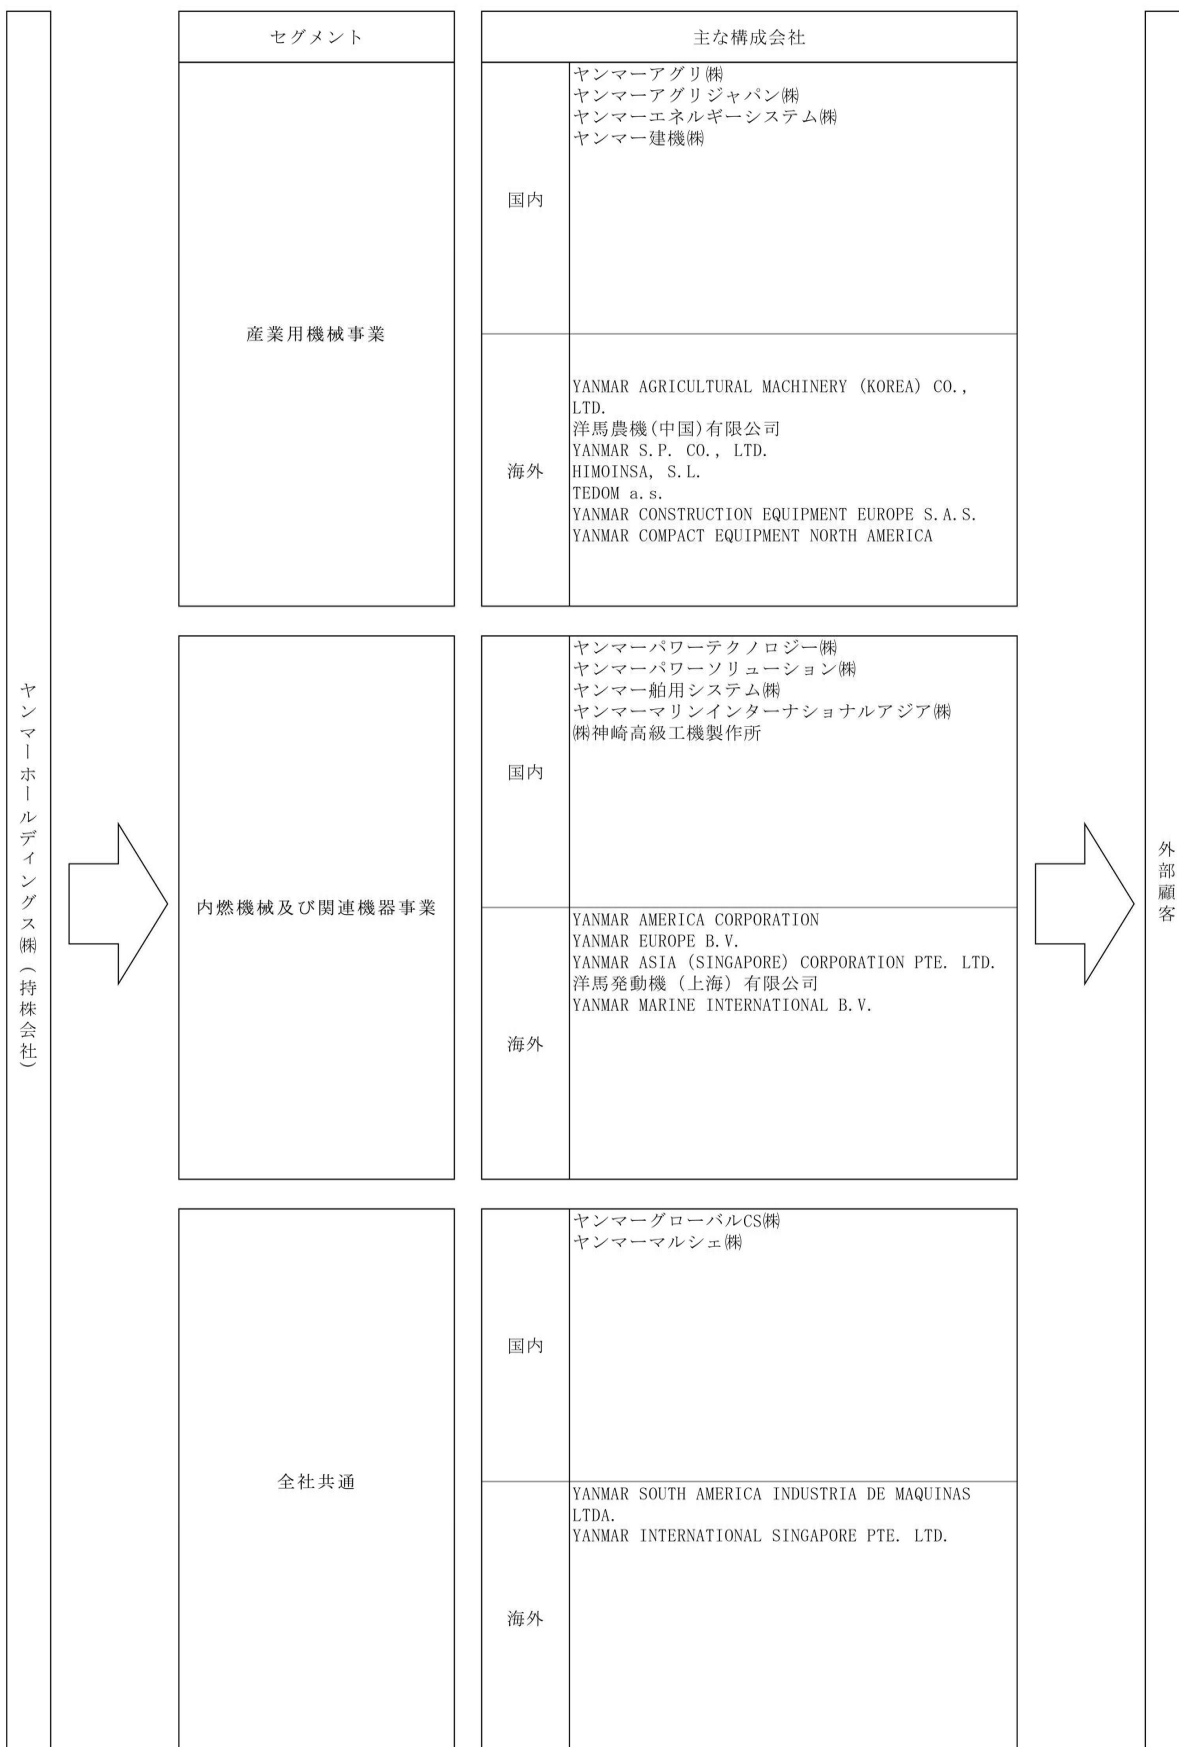 セグメント
主な構成会社
ヤンマーホールディングス㈱(持株会社)
産業用機械事業
国内
ヤンマーアグリ㈱
ヤンマーアグリジャパン㈱
ヤンマーエネルギーシステム㈱
ヤンマー建機㈱
海外
YANMAR AGRICULTURAL MACHINERY (KOREA) CO.,
LTD.
洋馬農機(中国)有限公司
YANMAR S.P. CO., LTD.
HIMOINSA, S.L.
TEDOM a.s.
YANMAR CONSTRUCTION EQUIPMENT EUROPE S.A.S.
YANMAR COMPACT EQUIPMENT NORTH AMERICA
内燃機械及び関連機器事業
国内
ヤンマーパワーテクノロジー㈱
ヤンマーパワーソリューション㈱
ヤンマー舶用システム㈱
ヤンマーマリンインターナショナルアジア㈱
㈱神崎高級工機製作所
海外
YANMAR AMERICA CORPORATION
YANMAR EUROPE B.V.
YANMAR ASIA (SINGAPORE) CORPORATION PTE. LTD.
洋馬発動機(上海)有限公司
YANMAR MARINE INTERNATIONAL B.V.
全社共通
国内
ヤンマーグローバルCS㈱
ヤンマーマルシェ㈱
海外
YANMAR SOUTH AMERICA INDUSTRIA DE MAQUINAS
LTDA.
YANMAR INTERNATIONAL SINGAPORE PTE. LTD.
外部顧客